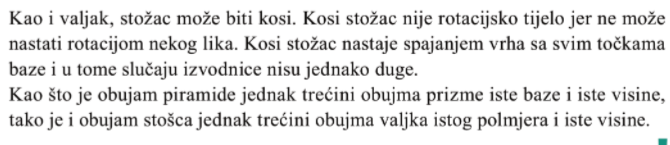 Kao i valjak, stožac može biti kosi. Kosi stožac nije rotacijsko tijelo jer ne može
nastati rotacijom nekog lika. Kosi stožac nastaje spajanjem vrha sa svim točkama
baze i u tome slučaju izvodnice nisu jednako duge.
Kao što je obujam piramide jednak trećini obujma prizme iste baze i iste visine,
tako je i obujam stošca jednak trećini obujma valjka istog polmjera i iste visine.